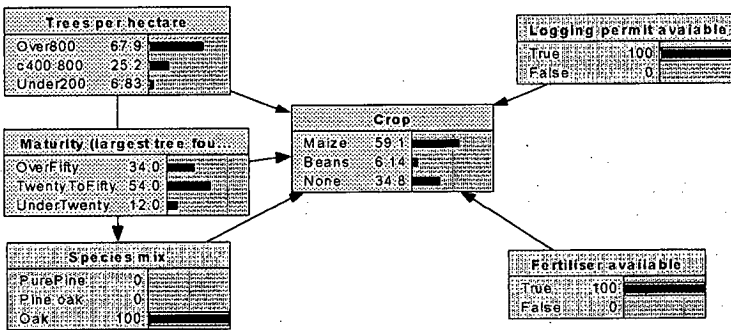 Trees per hectare
Over800 67.9
c400 800 25.2
Under200 6.83
Logging permit available
True 100
False 0
Crop
Maize 59.1
Beans 6.14
None 34.8
Maturity (largest tree fou...
OverFifty 34.0
TwentyToFifty 54.0
UnderTwenty 12.0
Species mix
PurePine 0
Pine oak 0
Oak 100
Fertiliser available
True 100
False 0